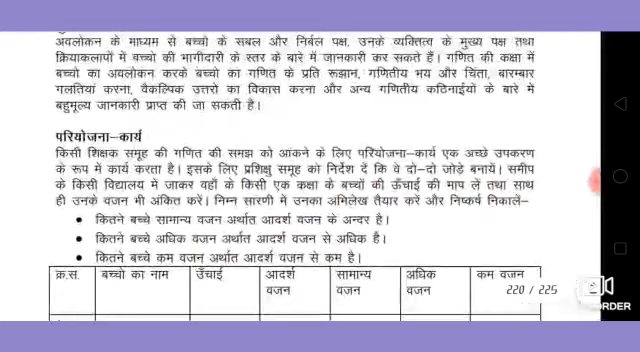 अवलोकन के माध्यम से बच्चो के सबल और निर्बल पक्ष, उनके व्यक्तित्व के मुख्य पक्ष तथा
क्रियाकलापों में बच्चो की भागीदारी के स्तर के बारे में जानकारी कर सकते हैं। गणित की कक्षा में
बच्चो का अवलोकन करके बच्चो का गणित के प्रति रूझान, गणितीय भय और चिंता, बारम्बार
गलतियां करना, वैकल्पिक उत्तरो का विकास करना और अन्य गणितीय कठिनाईयों के बारे में
बहुमूल्य जानकारी प्राप्त की जा सकती है।
परियोजना–कार्य
किसी शिक्षक समूह की गणित की समझ को आंकने के लिए परियोजना–कार्य एक अच्छे उपकरण
के रूप में कार्य करता है। इसके लिए प्रशिक्षु समूह को निर्देश दें कि वे दो–दो जोड़े बनायें। समीप
के किसी विद्यालय में जाकर वहाँ के किसी एक कक्षा के बच्चों की ऊँचाई की माप लें तथा साथ
ही उनके वजन भी अंकित करें। निम्न सारणी में उनका अभिलेख तैयार करें और निष्कर्ष निकालें–
• कितने बच्चे सामान्य वजन अर्थात आदर्श वजन के अन्दर है।
• कितने बच्चे अधिक वजन अर्थात आदर्श वजन से अधिक है।
• कितने बच्चे कम वजन अर्थात आदर्श वजन से कम है।
क्र.स. बच्चो का नाम उँचाई आदर्श वजन सामान्य वजन अधिक वजन कम वजन
220 / 225
ORDER